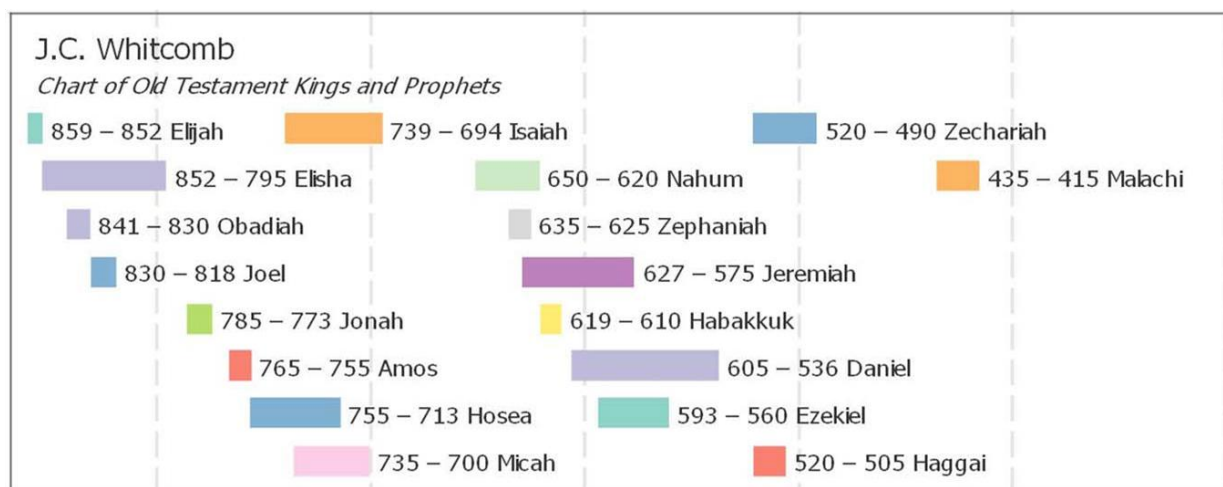 J.C. Whitcomb
Chart of Old Testament Kings and Prophets
859 – 852 Elijah
739 – 694 Isaiah
520 – 490 Zechariah
852 – 795 Elisha
650 – 620 Nahum
435 – 415 Malachi
841 – 830 Obadiah
635 – 625 Zephaniah
830 – 818 Joel
627 – 575 Jeremiah
785 – 773 Jonah
619 – 610 Habakkuk
765 – 755 Amos
605 – 536 Daniel
755 – 713 Hosea
593 – 560 Ezekiel
735 – 700 Micah
520 – 505 Haggai